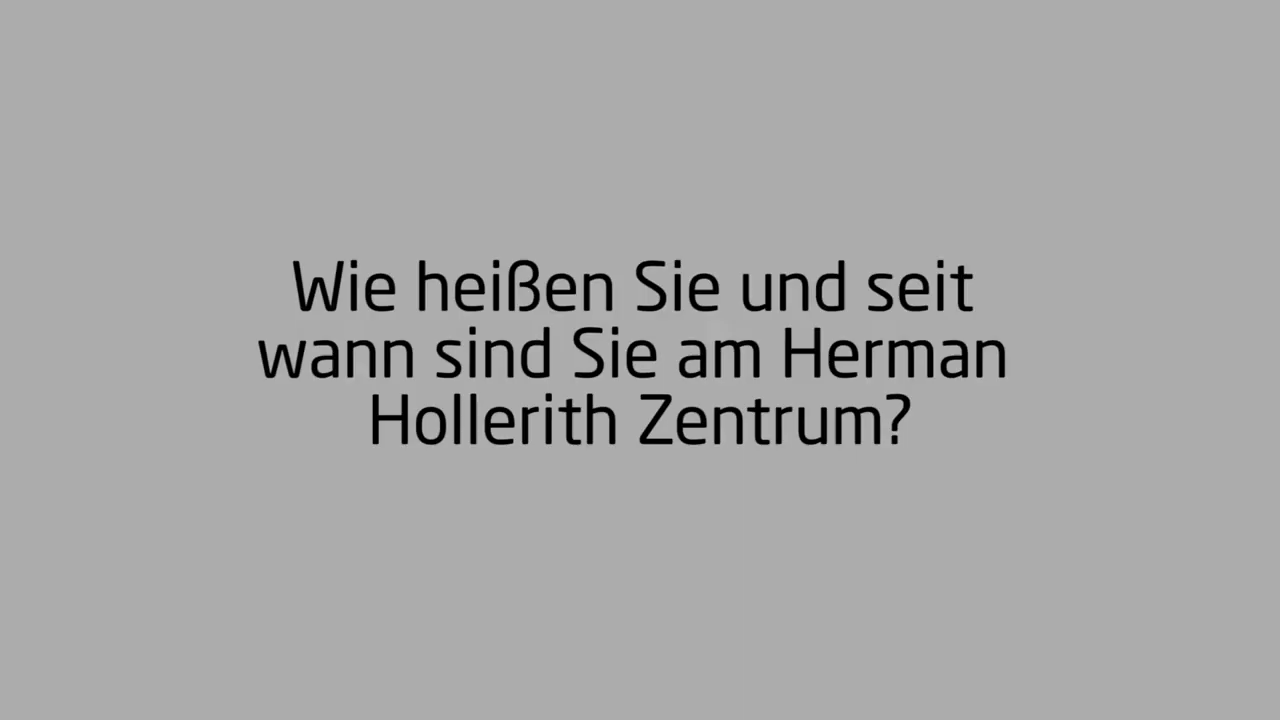 Wie heißen Sie und seit
wann sind Sie am Herman
Hollerith Zentrum?